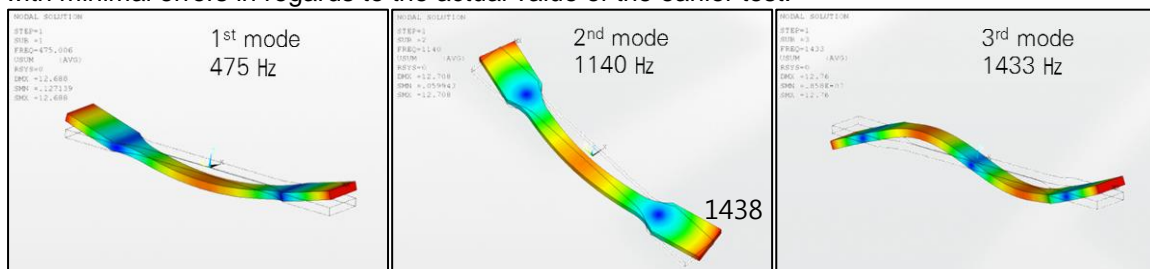 with minimal errors in regards to the actual value of the earlier test.
NODAL SOLUTION
STEP=1
SUB =1
FREQ=475.006
USUM (AVG)
RSYS=0
DMX =12.688
SMN =.127139
SMX =12.688
1st mode
475 Hz
NODAL SOLUTION
STEP=1
SUB =2
FREQ=1140
USUM (AVG)
RSYS=0
DMX =12.708
SMN =.059943
SMX =12.708
2nd mode
1140 Hz
1438
NODAL SOLUTION
STEP=1
SUB =3
FREQ=1433
USUM (AVG)
RSYS=0
DMX =12.76
SMX =12.76
3rd mode
1433 Hz